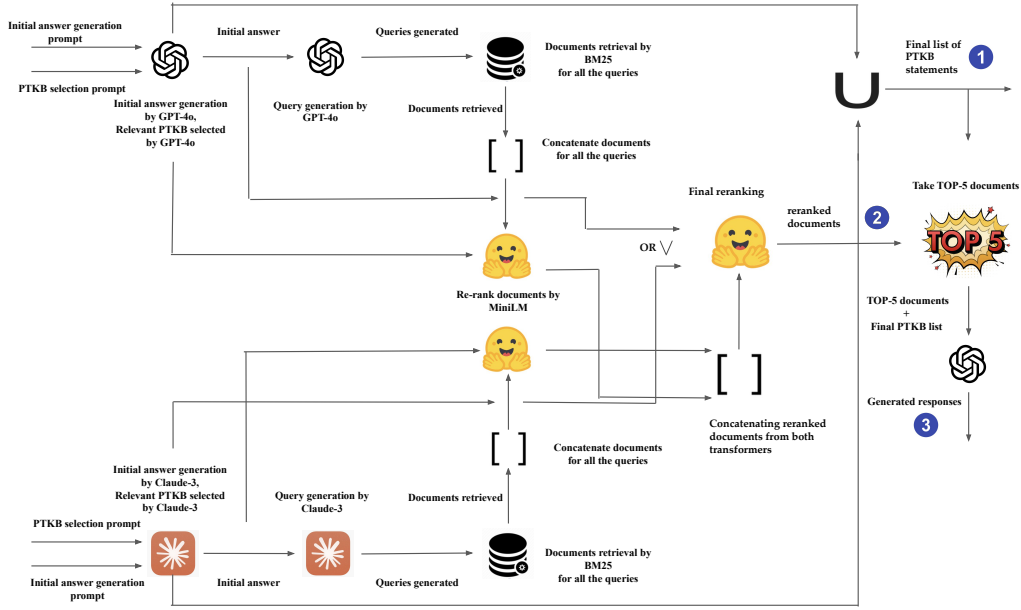 Initial answer generation
prompt
PTKB selection prompt
Initial answer generation
by GPT-4o,
Relevant PTKB selected
by GPT-4o
Initial answer
Query generation by
GPT-4o
Queries generated
Documents retrieval by
BM25
for all the queries
Documents retrieved
[ ]
Concatenate documents
for all the queries
Re-rank documents by
MiniLM
Final reranking
OR \/
reranked
documents
U
Final list of
PTKB
statements
1
2
Take TOP-5 documents
TOP 5
TOP-5 documents
+
Final PTKB list
Generated responses
3
[ ]
Concatenating reranked
documents from both
transformers
[ ]
Concatenate documents
for all the queries
Documents retrieved
Initial answer generation
by Claude-3,
Relevant PTKB selected
by Claude-3
Query generation by
Claude-3
PTKB selection prompt
Initial answer generation
prompt
Initial answer
Queries generated
Documents retrieval by
BM25
for all the queries